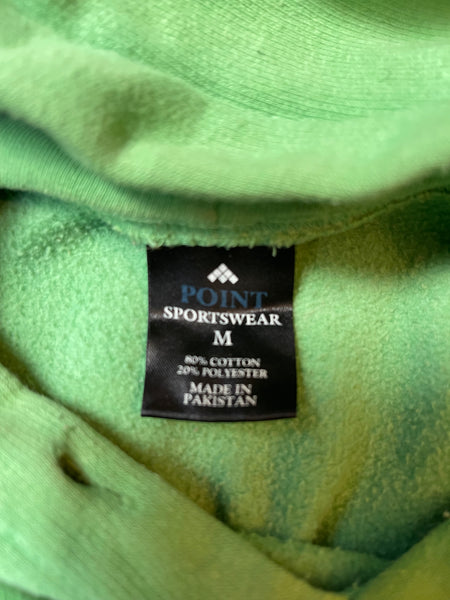 POINT
SPORTSWEAR
M
80% COTTON
20% POLYESTER
MADE IN
PAKISTAN